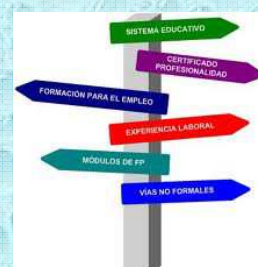 SISTEMA EDUCATIVO
CERTIFICADO
PROFESIONALIDAD
FORMACIÓN PARA EL EMPLEO
EXPERIENCIA LABORAL
MÓDULOS DE FP
VÍAS NO FORMALES